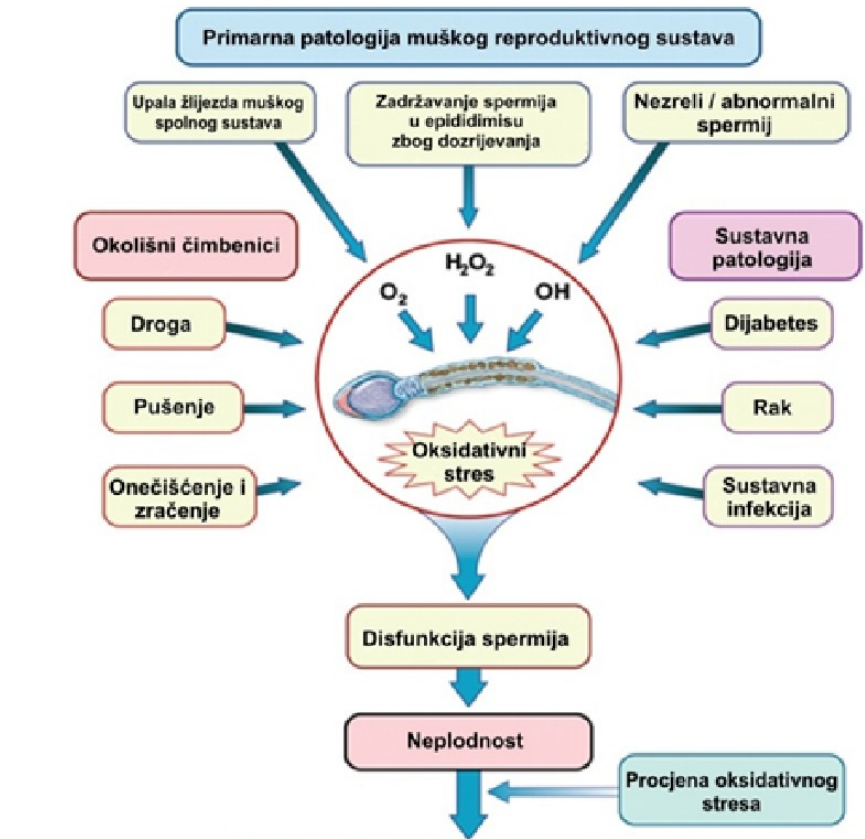 Primarna patologija muškog reproduktivnog sustava
Upala žlijezda muškog
spolnog sustava
Zadržavanje spermija
u epididimisu
zbog dozrijevanja
Nezreli / abnormalni
spermij
Okolišni čimbenici
Sustavna
patologija
H₂O₂
O₂
OH
Droga
Dijabetes
Pušenje
Rak
Oksidativni
stres
Onečišćenje i
zračenje
Sustavna
infekcija
Disfunkcija spermija
Neplodnost
Procjena oksidativnog
stresa